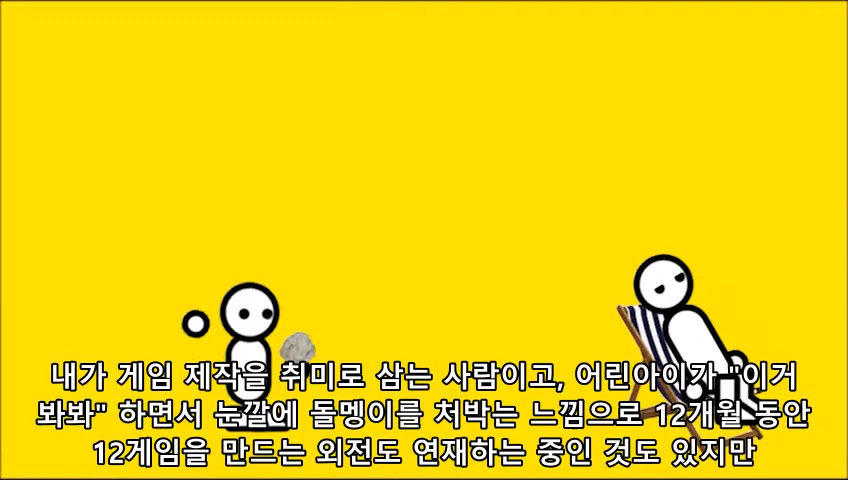 내가 게임 제작을 취미로 삼는 사람이고, 어린아이가 "이거
봐봐" 하면서 눈깔에 돌멩이를 처박는 느낌으로 12개월 동안
12게임을 만드는 외전도 연재하는 중인 것도 있지만